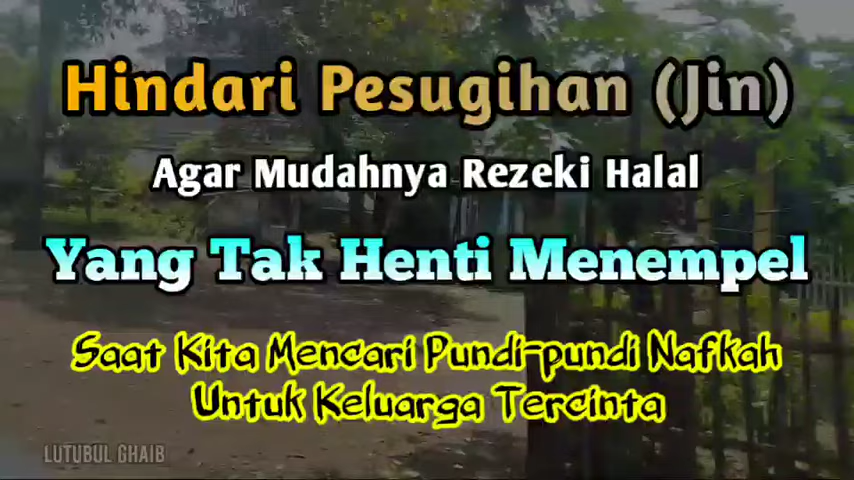 Hindari Pesugihan (Jin)
Agar Mudahnya Rezeki Halal
Yang Tak Henti Menempel
Saat Kita Mencari Pundi-pundi Nafkah
Untuk Keluarga Tercinta
LUTUBUL GHAIB